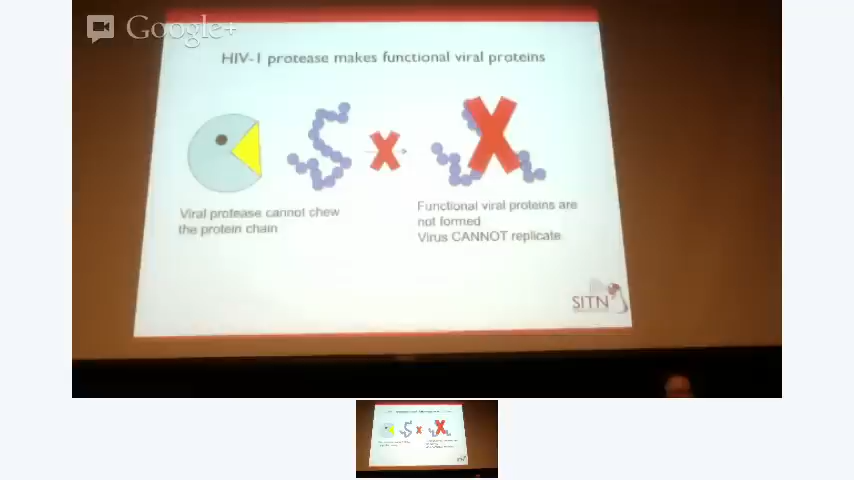 Google+
HIV-1 protease makes functional viral proteins
Viral protease cannot chew
the protein chain
Functional viral proteins are
not formed
Virus CANNOT replicate
SITN